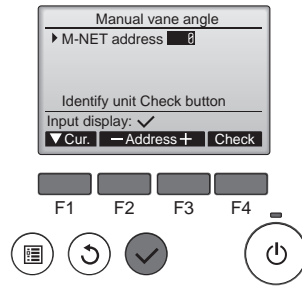 Manual vane angle
M-NET address 0
Identify unit Check button
Input display: ✓
▼Cur. −Address+ Check
F1 F2 F3 F4